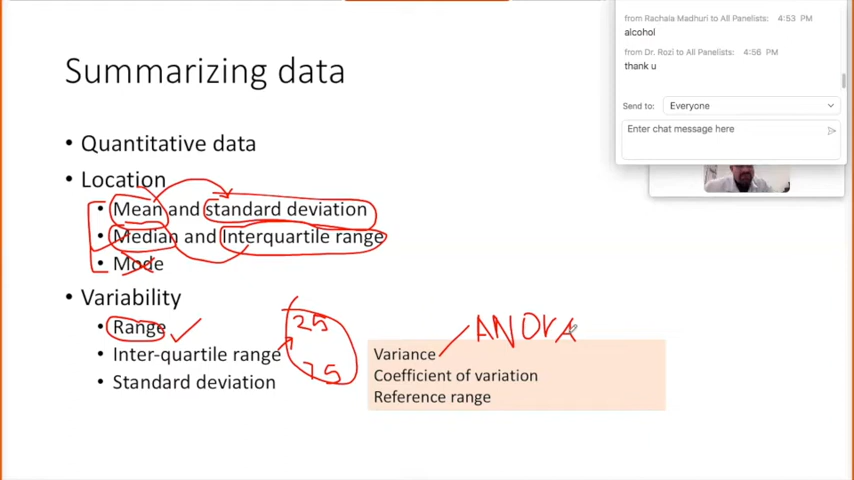 from Rachala Madhuri to All Panelists: 4:53 PM
alcohol
from Dr. Rozi to All Panelists: 4:56 PM
thank u
Send to: Everyone
Enter chat message here
Summarizing data
• Quantitative data
• Location
• Mean and standard deviation
• Median and Interquartile range
• Mode
• Variability
• Range
• Inter-quartile range
• Standard deviation
25
75
ANOVA
Variance
Coefficient of variation
Reference range